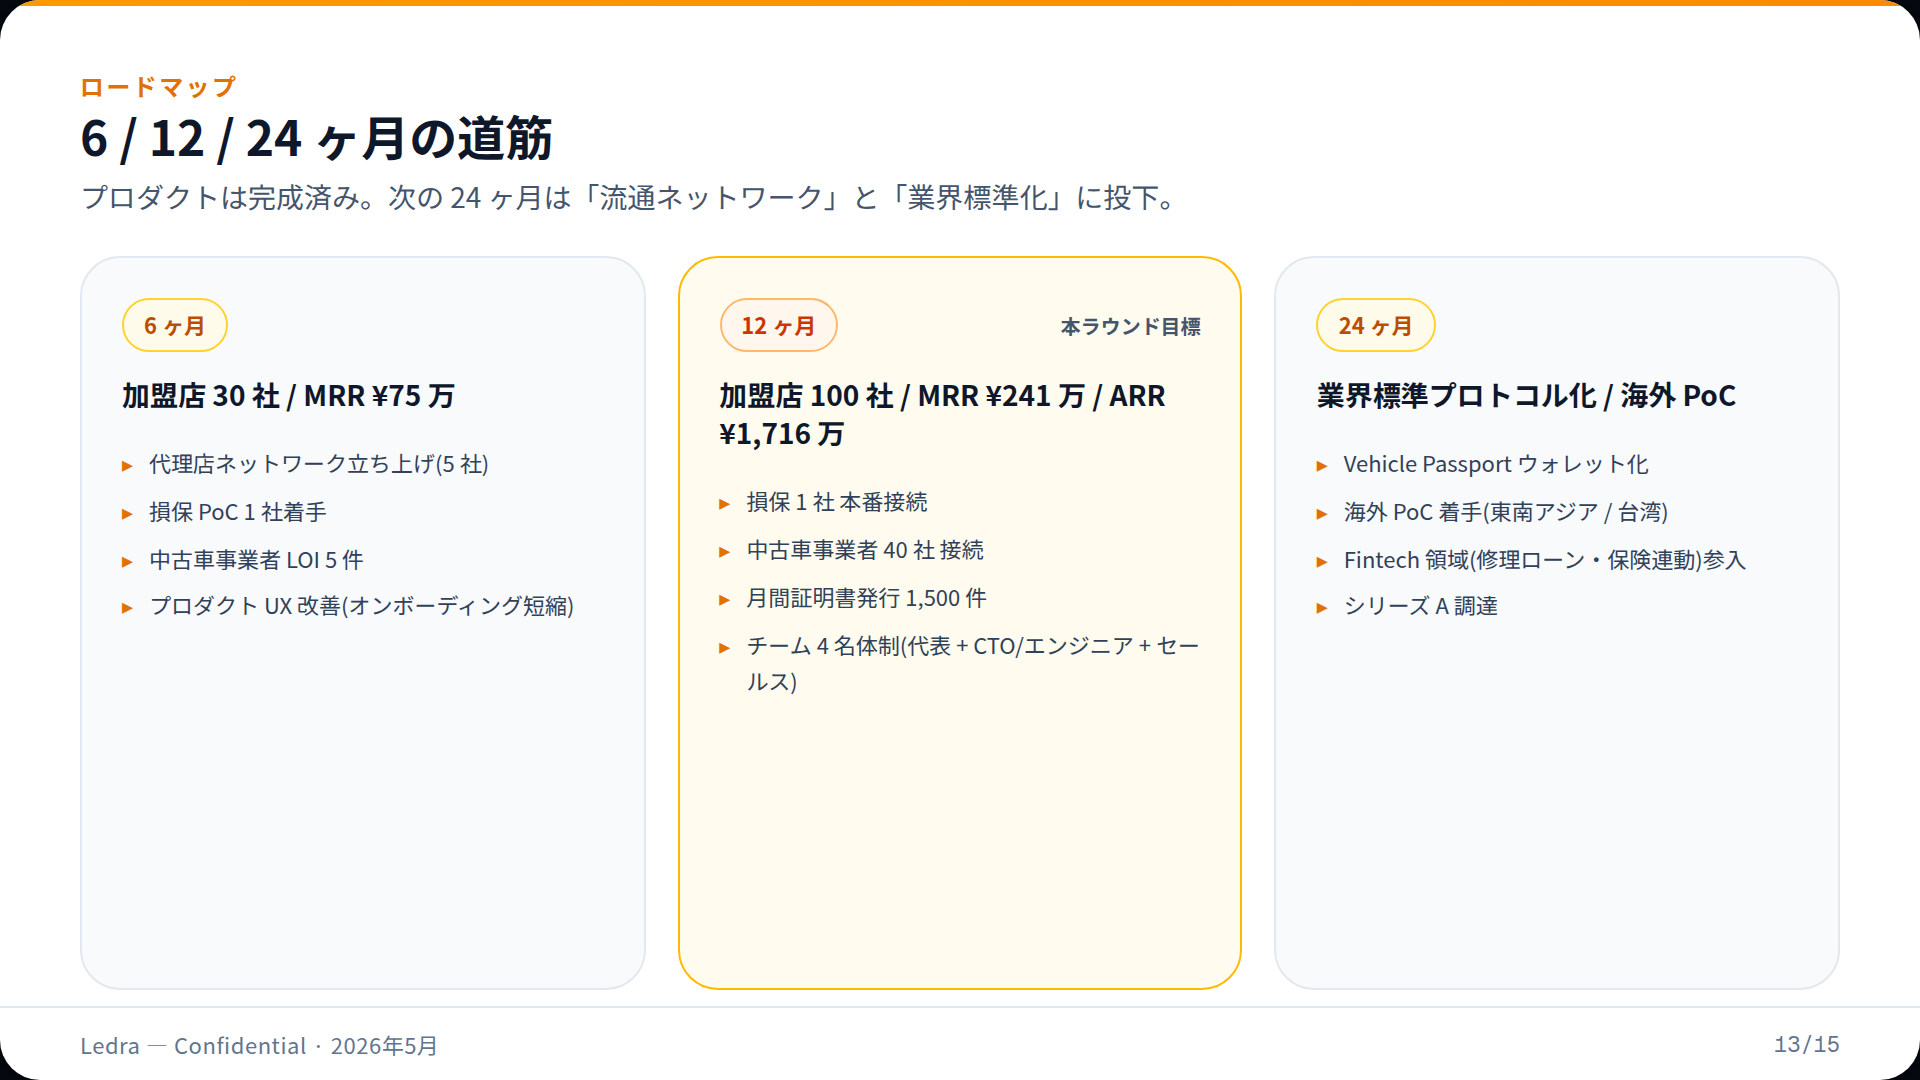 ロードマップ
6 / 12 / 24 ヶ月の道筋
プロダクトは完成済み。次の 24 ヶ月は「流通ネットワーク」と「業界標準化」に投下。
6 ヶ月
加盟店 30 社 / MRR ¥75 万
▸ 代理店ネットワーク立ち上げ(5 社)
▸ 損保 PoC 1 社着手
▸ 中古車事業者 LOI 5 件
▸ プロダクト UX 改善(オンボーディング短縮)
12 ヶ月
本ラウンド目標
加盟店 100 社 / MRR ¥241 万 / ARR
¥1,716 万
▸ 損保 1 社 本番接続
▸ 中古車事業者 40 社 接続
▸ 月間証明書発行 1,500 件
▸ チーム 4 名体制(代表 + CTO/エンジニア + セー
ルス)
24 ヶ月
業界標準プロトコル化 / 海外 PoC
▸ Vehicle Passport ウォレット化
▸ 海外 PoC 着手(東南アジア / 台湾)
▸ Fintech 領域(修理ローン・保険連動)参入
▸ シリーズ A 調達
Ledra — Confidential · 2026年5月
13/15